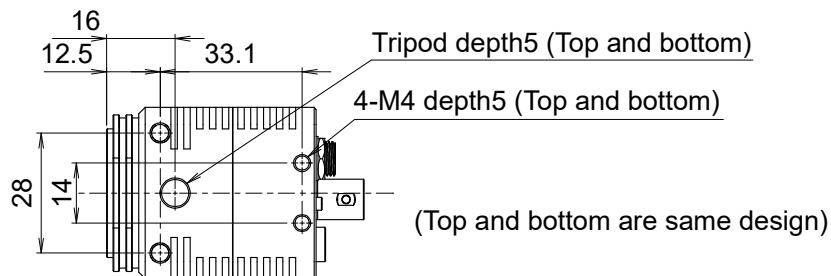 16
12.5 33.1
Tripod depth5 (Top and bottom)
4-M4 depth5 (Top and bottom)
28
14
(Top and bottom are same design)